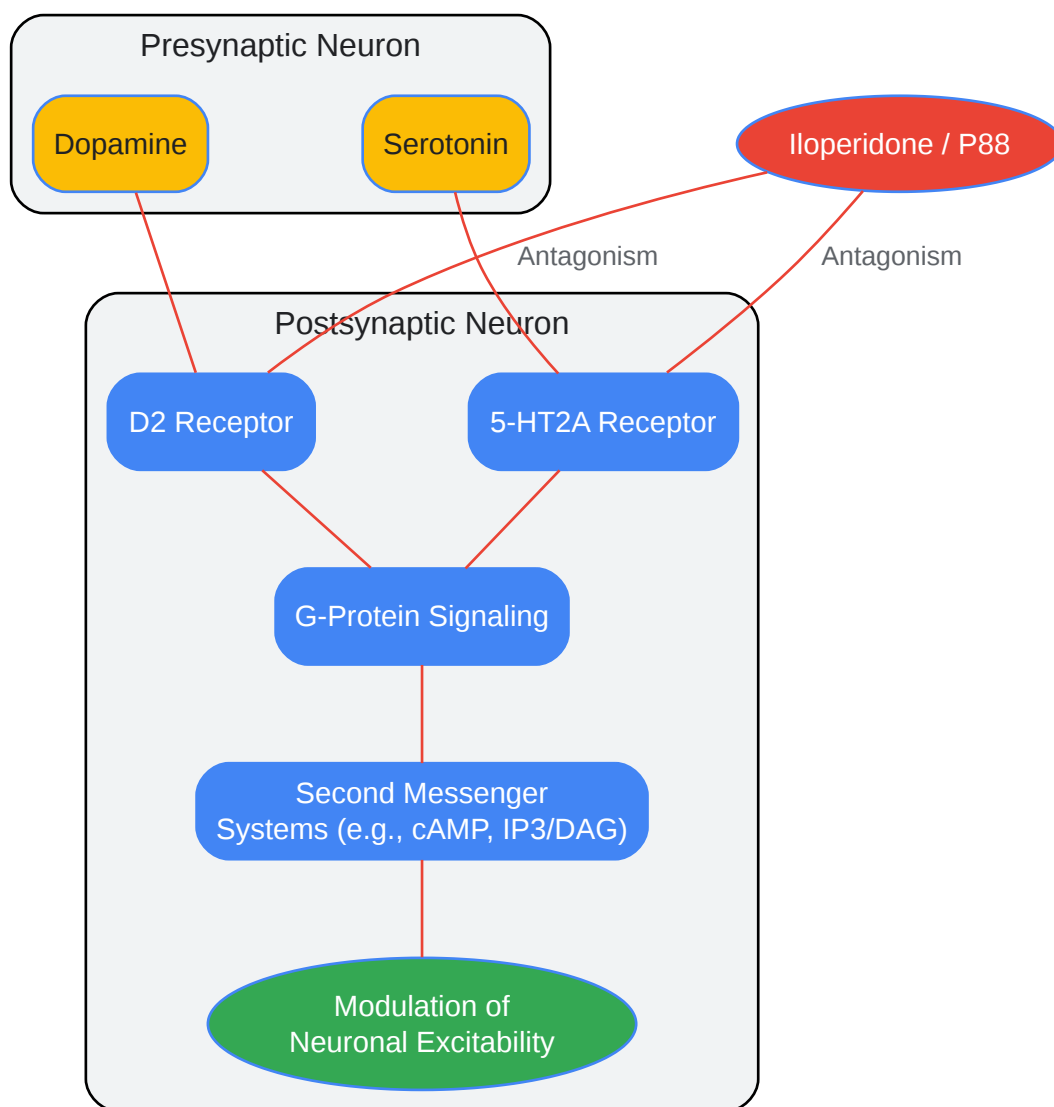 Presynaptic Neuron
Dopamine
Serotonin
Iloperidone / P88
Antagonism
Antagonism
Postsynaptic Neuron
D2 Receptor
5-HT2A Receptor
G-Protein Signaling
Second Messenger
Systems (e.g., cAMP, IP3/DAG)
Modulation of
Neuronal Excitability